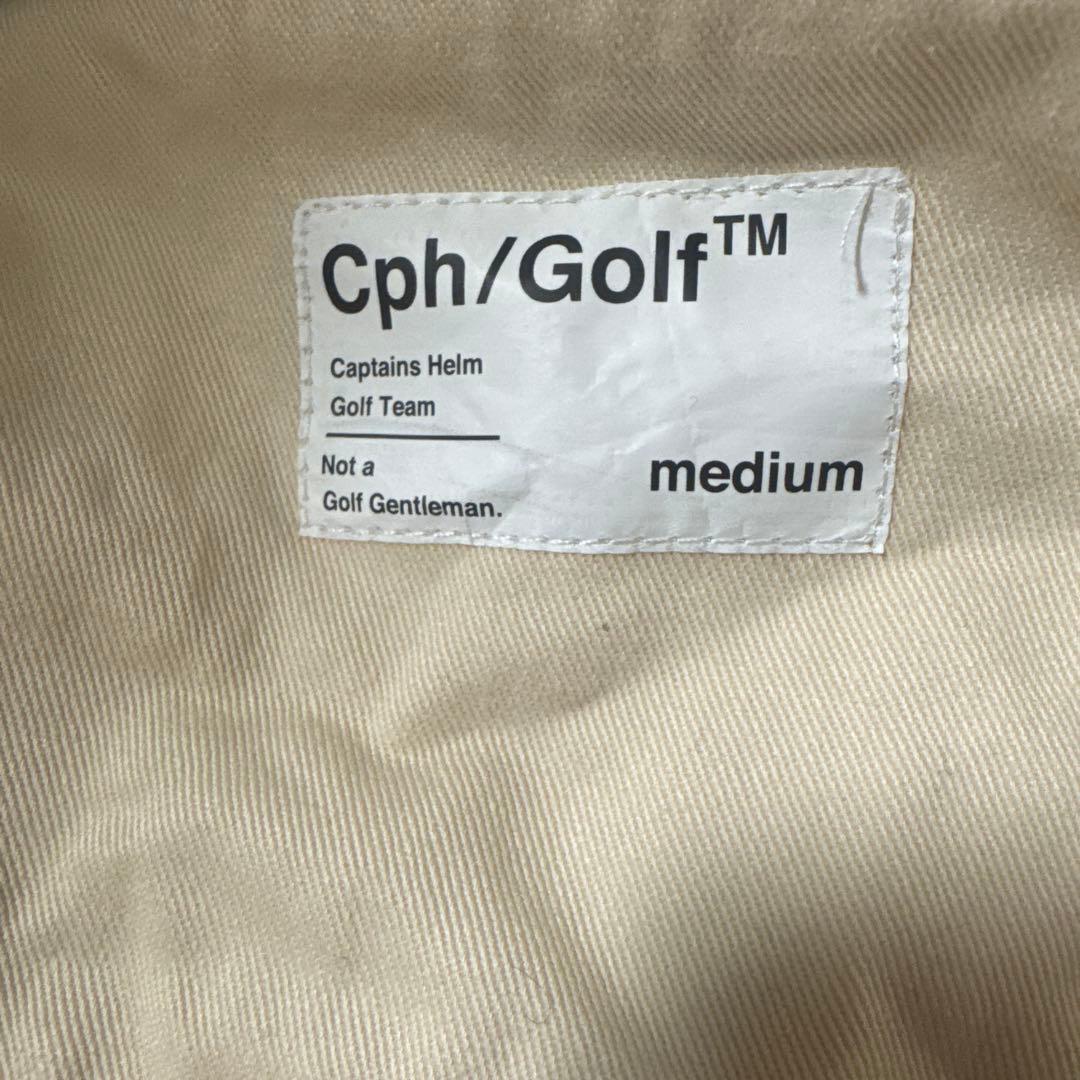 Cph/Golf™
Captains Helm
Golf Team
Not a
Golf Gentleman.
medium